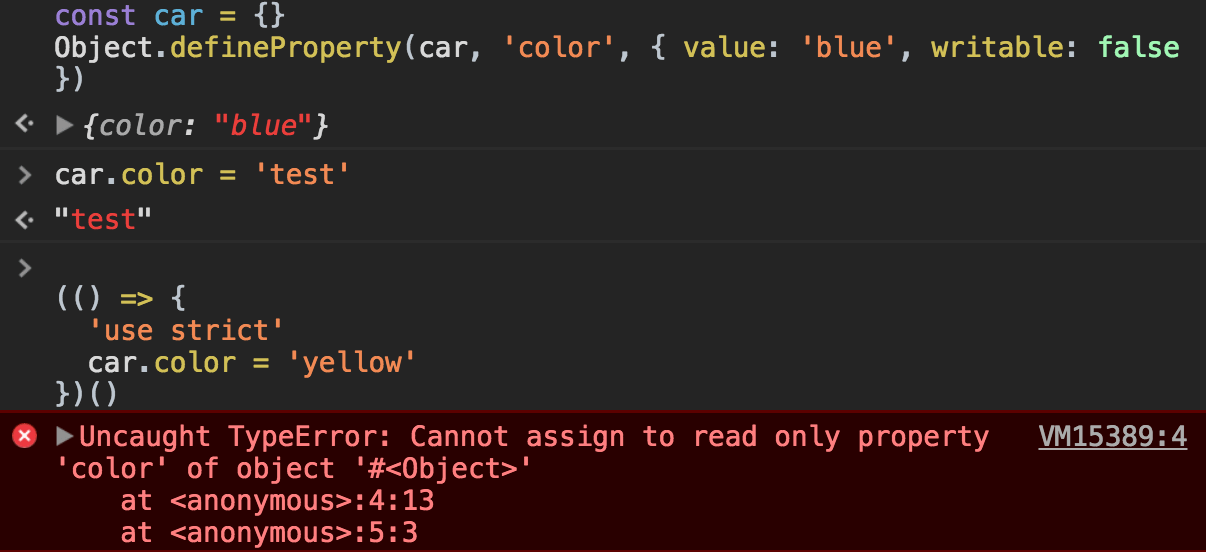 const car = {}
Object.defineProperty(car, 'color', { value: 'blue', writable: false
})
{color: "blue"}
car.color = 'test'
"test"
(() => {
'use strict'
car.color = 'yellow'
})()
Uncaught TypeError: Cannot assign to read only property VM15389:4
'color' of object '#<Object>'
at <anonymous>:4:13
at <anonymous>:5:3